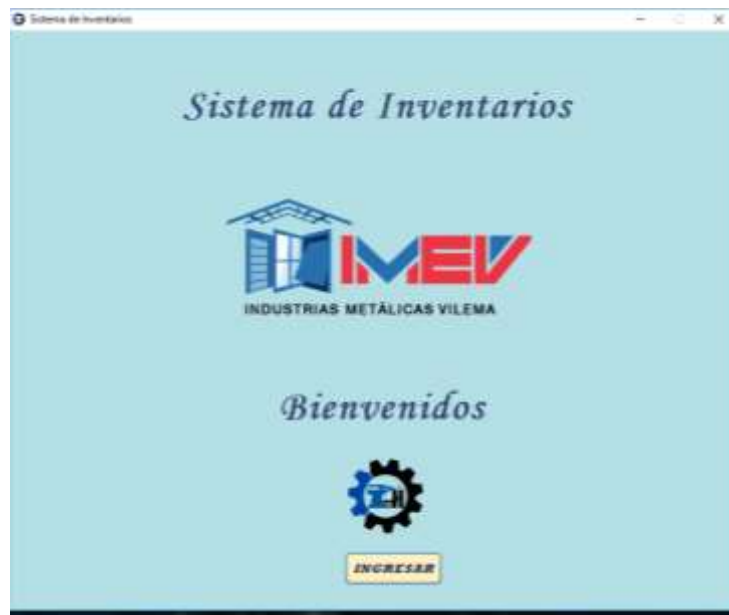 Sistema de Inventarios
Sistema de Inventarios
IMEV
INDUSTRIAS METÁLICAS VILEMA
Bienvenidos
INGRESAR